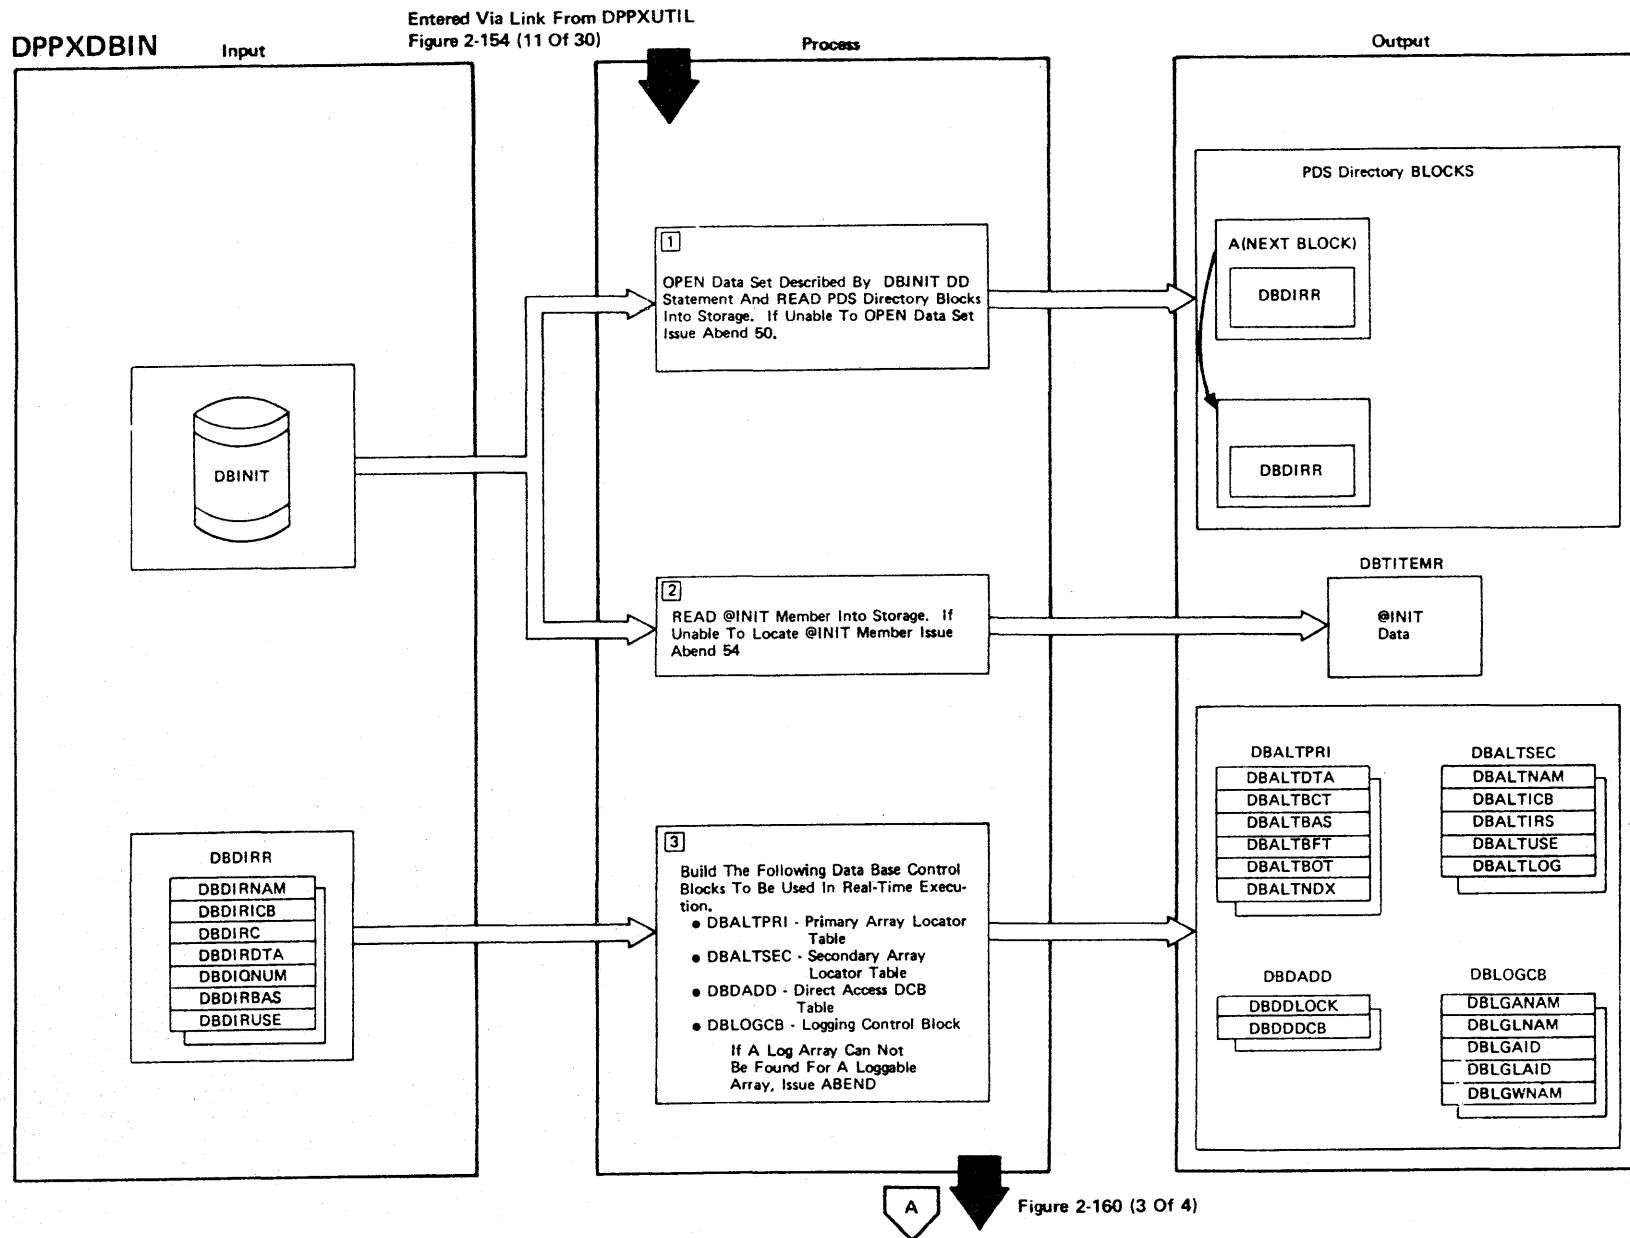 Entered Via Link From DPPXUTIL
Figure 2-154 (11 Of 30)
DPPXDBIN
Input
Process
Output
DBINIT
1
OPEN Data Set Described By DBINIT DD
Statement And READ PDS Directory Blocks
Into Storage. If Unable To OPEN Data Set
Issue Abend 50.
PDS Directory BLOCKS
A(NEXT BLOCK)
DBDIRR
DBDIRR
2
READ @INIT Member Into Storage. If
Unable To Locate @INIT Member Issue
Abend 54
DBTITEMR
@INIT
Data
DBDIRR
DBDIRNAM
DBDIRICB
DBDIRC
DBDIRDTA
DBDIQNUM
DBDIRBAS
DBDIRUSE
3
Build The Following Data Base Control
Blocks To Be Used In Real-Time Execu-
tion.
● DBALTPRI - Primary Array Locator
Table
● DBALTSEC - Secondary Array
Locator Table
● DBDADD - Direct Access DCB
Table
● DBLOGCB - Logging Control Block
If A Log Array Can Not
Be Found For A Loggable
Array, Issue ABEND
DBALTPRI
DBALTDTA
DBALTBCT
DBALTBAS
DBALTBFT
DBALTBOT
DBALTNDX
DBALTSEC
DBALTNAM
DBALTICB
DBALTIRS
DBALTUSE
DBALTLOG
DBDADD
DBDDLOCK
DBDDDCB
DBLOGCB
DBLGANAM
DBLGLNAM
DBLGAID
DBLGLAID
DBLGWNAM
A
Figure 2-160 (3 Of 4)